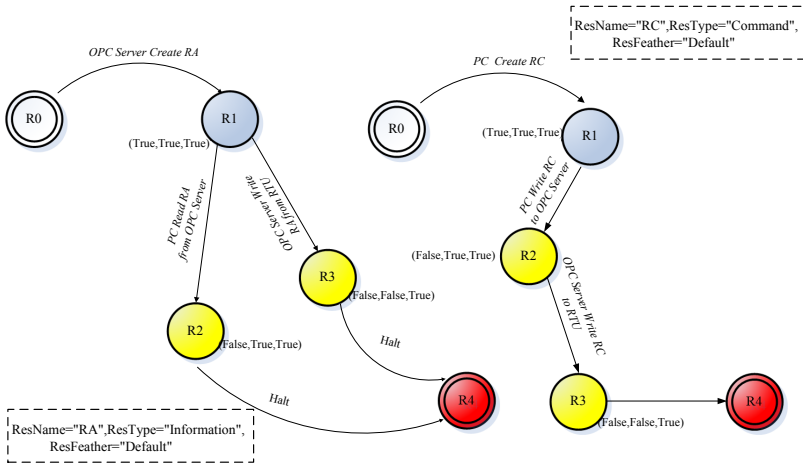 ResName="RC",ResType="Command",
ResFeather="Default"
OPC Server Create RA
R0
R1
(True,True,True)
PC Read RA
from OPC Server
OPC Server Write
RA from RTU
R3
(False,False,True)
R2
(False,True,True)
Halt
Halt
R4
ResName="RA",ResType="Information",
ResFeather="Default"
PC Create RC
R0
R1
(True,True,True)
PC Write RC
to OPC Server
R2
(False,True,True)
OPC Server Write RC
to RTU
R3
(False,False,True)
R4